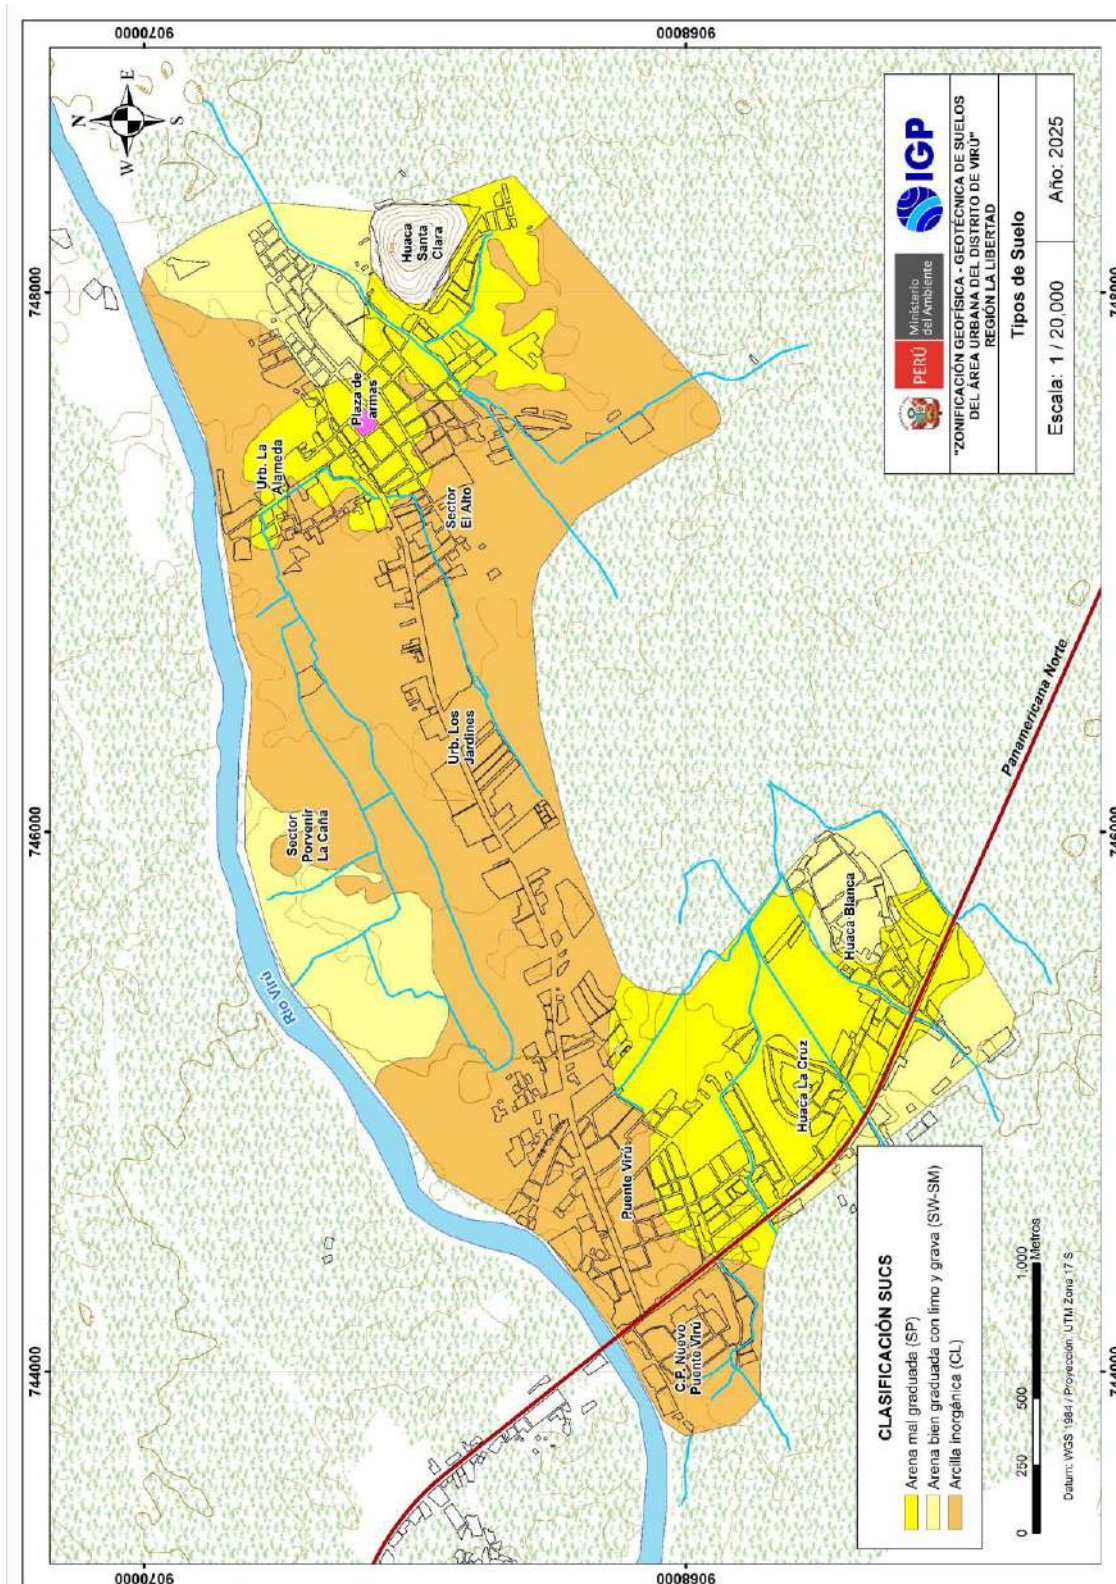 9070000
9068000
N
E
S
W
748000
746000
744000
748000
746000
744000
9070000
9068000
Río Virú
Urb. La
Alameda
Plaza de
armas
Huaca
Santa
Clara
Sector
El Alto
Sector
Porvenir
La Caña
Urb. Los
Jardines
Puente Virú
C.P. Nuevo
Puente Virú
Huaca La Cruz
Huaca Blanca
Panamericana Norte
PERÚ
Ministerio
del Ambiente
IGP
"ZONIFICACIÓN GEOFÍSICA - GEOTÉCNICA DE SUELOS
DEL ÁREA URBANA DEL DISTRITO DE VIRÚ"
REGIÓN LA LIBERTAD
Tipos de Suelo
Escala: 1 / 20,000
Año: 2025
CLASIFICACIÓN SUCS
Arena mal graduada (SP)
Arena bien graduada con limo y grava (SW-SM)
Arcilla inorgánica (CL)
0 250 500 1,000
Metros
Datum: WGS 1984 / Proyección: UTM Zona 17 S